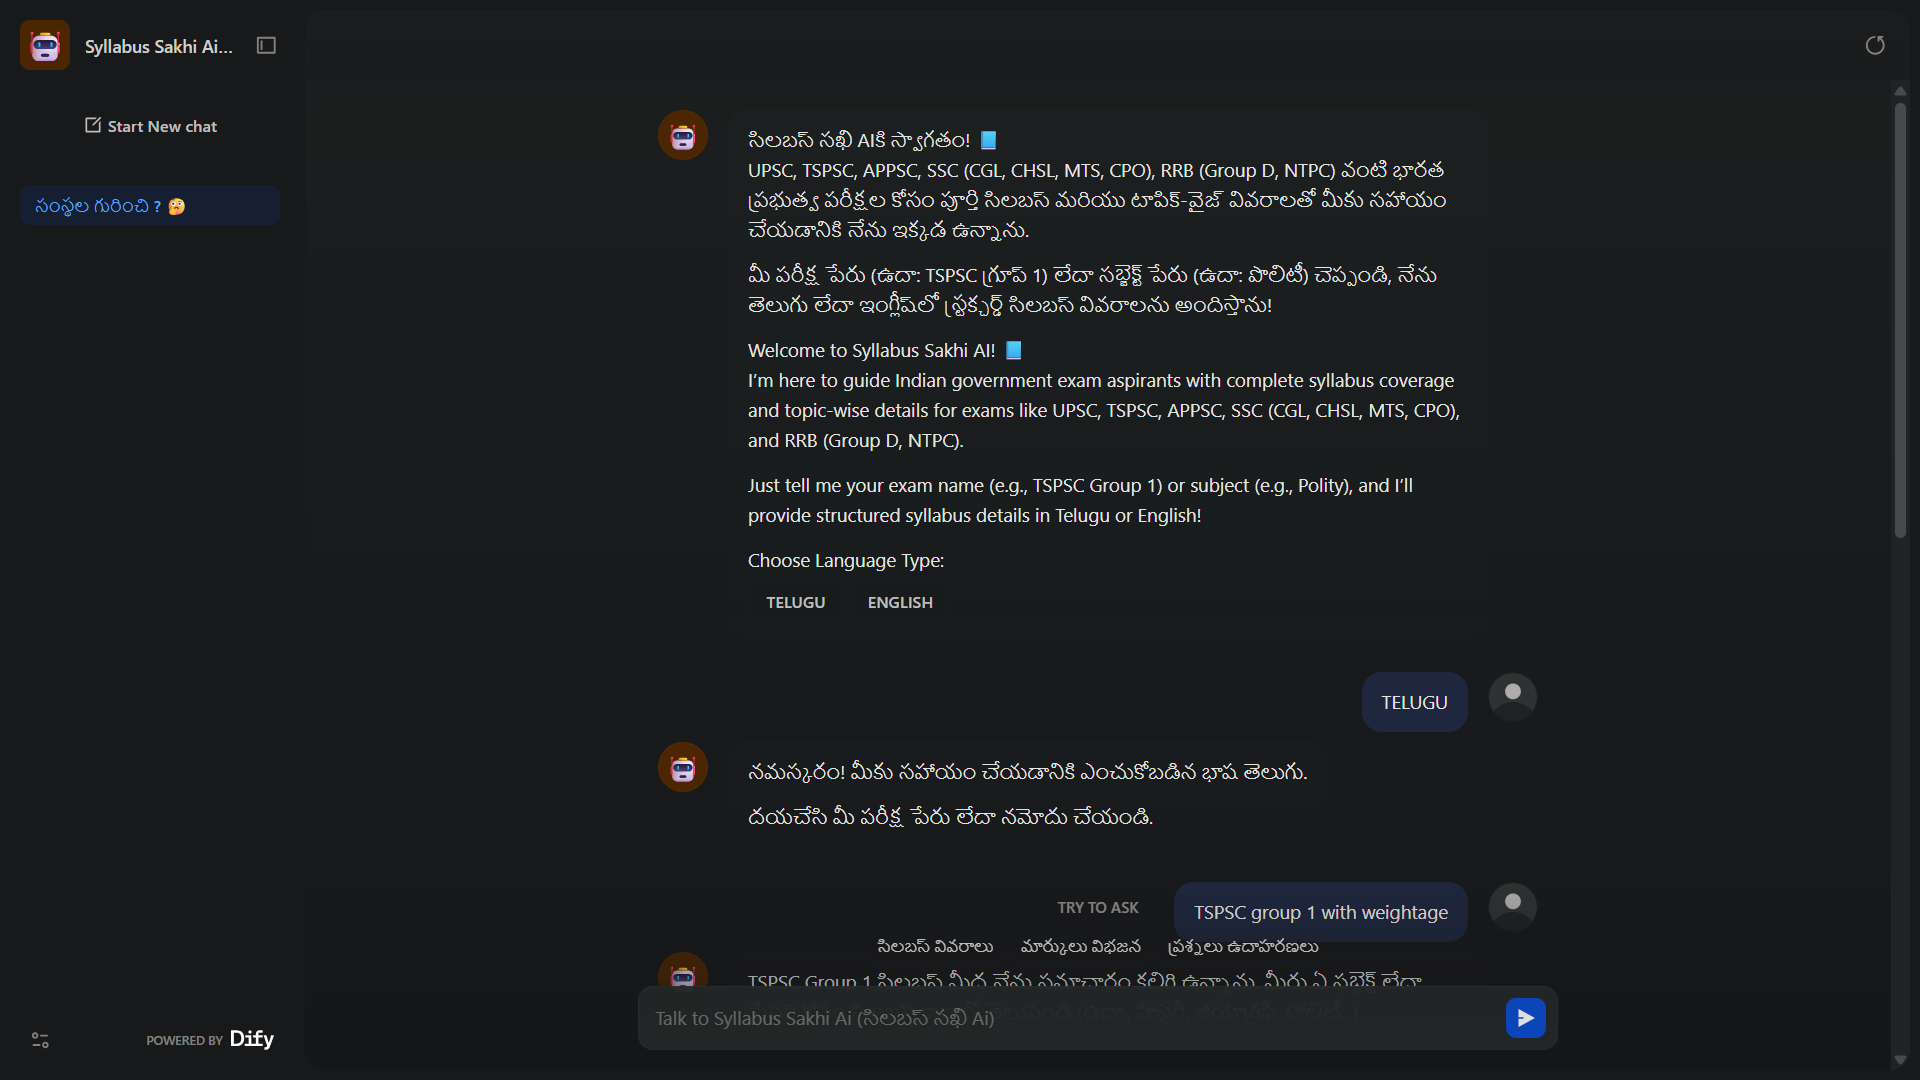 Syllabus Sakhi Ai...
Start New chat
సంస్థల గురించి ? 🤔
సిలబస్ సఖి AIకి స్వాగతం! 📘
UPSC, TSPSC, APPSC, SSC (CGL, CHSL, MTS, CPO), RRB (Group D, NTPC) వంటి భారత
ప్రభుత్వ పరీక్షల కోసం పూర్తి సిలబస్ మరియు టాపిక్-వైజ్ వివరాలతో మీకు సహాయం
చేయడానికి నేను ఇక్కడ ఉన్నాను.
మీ పరీక్ష పేరు (ఉదా: TSPSC గ్రూప్ 1) లేదా సబ్జెక్ట్ పేరు (ఉదా: పొలిటీ) చెప్పండి, నేను
తెలుగు లేదా ఇంగ్లీష్‌లో స్ట్రక్చర్డ్ సిలబస్ వివరాలను అందిస్తాను!
Welcome to Syllabus Sakhi AI! 📘
I’m here to guide Indian government exam aspirants with complete syllabus coverage
and topic-wise details for exams like UPSC, TSPSC, APPSC, SSC (CGL, CHSL, MTS, CPO),
and RRB (Group D, NTPC).
Just tell me your exam name (e.g., TSPSC Group 1) or subject (e.g., Polity), and I’ll
provide structured syllabus details in Telugu or English!
Choose Language Type:
TELUGU ENGLISH
TELUGU
నమస్కరం! మీకు సహాయం చేయడానికి ఎంచుకోబడిన భాష తెలుగు.
దయచేసి మీ పరీక్ష పేరు లేదా నమోదు చేయండి.
TRY TO ASK
TSPSC group 1 with weightage
సిలబస్ వివరాలు మార్కులు విభజన ప్రశ్నలు ఉదాహరణలు
TSPSC Group 1 సిలబస్ మీద నేను సమాచారం కలిగి ఉన్నాను. మీరు ఏ సబ్జెక్ట్ లేదా
Talk to Syllabus Sakhi Ai (సిలబస్ సఖి Ai)
POWERED BY Dify